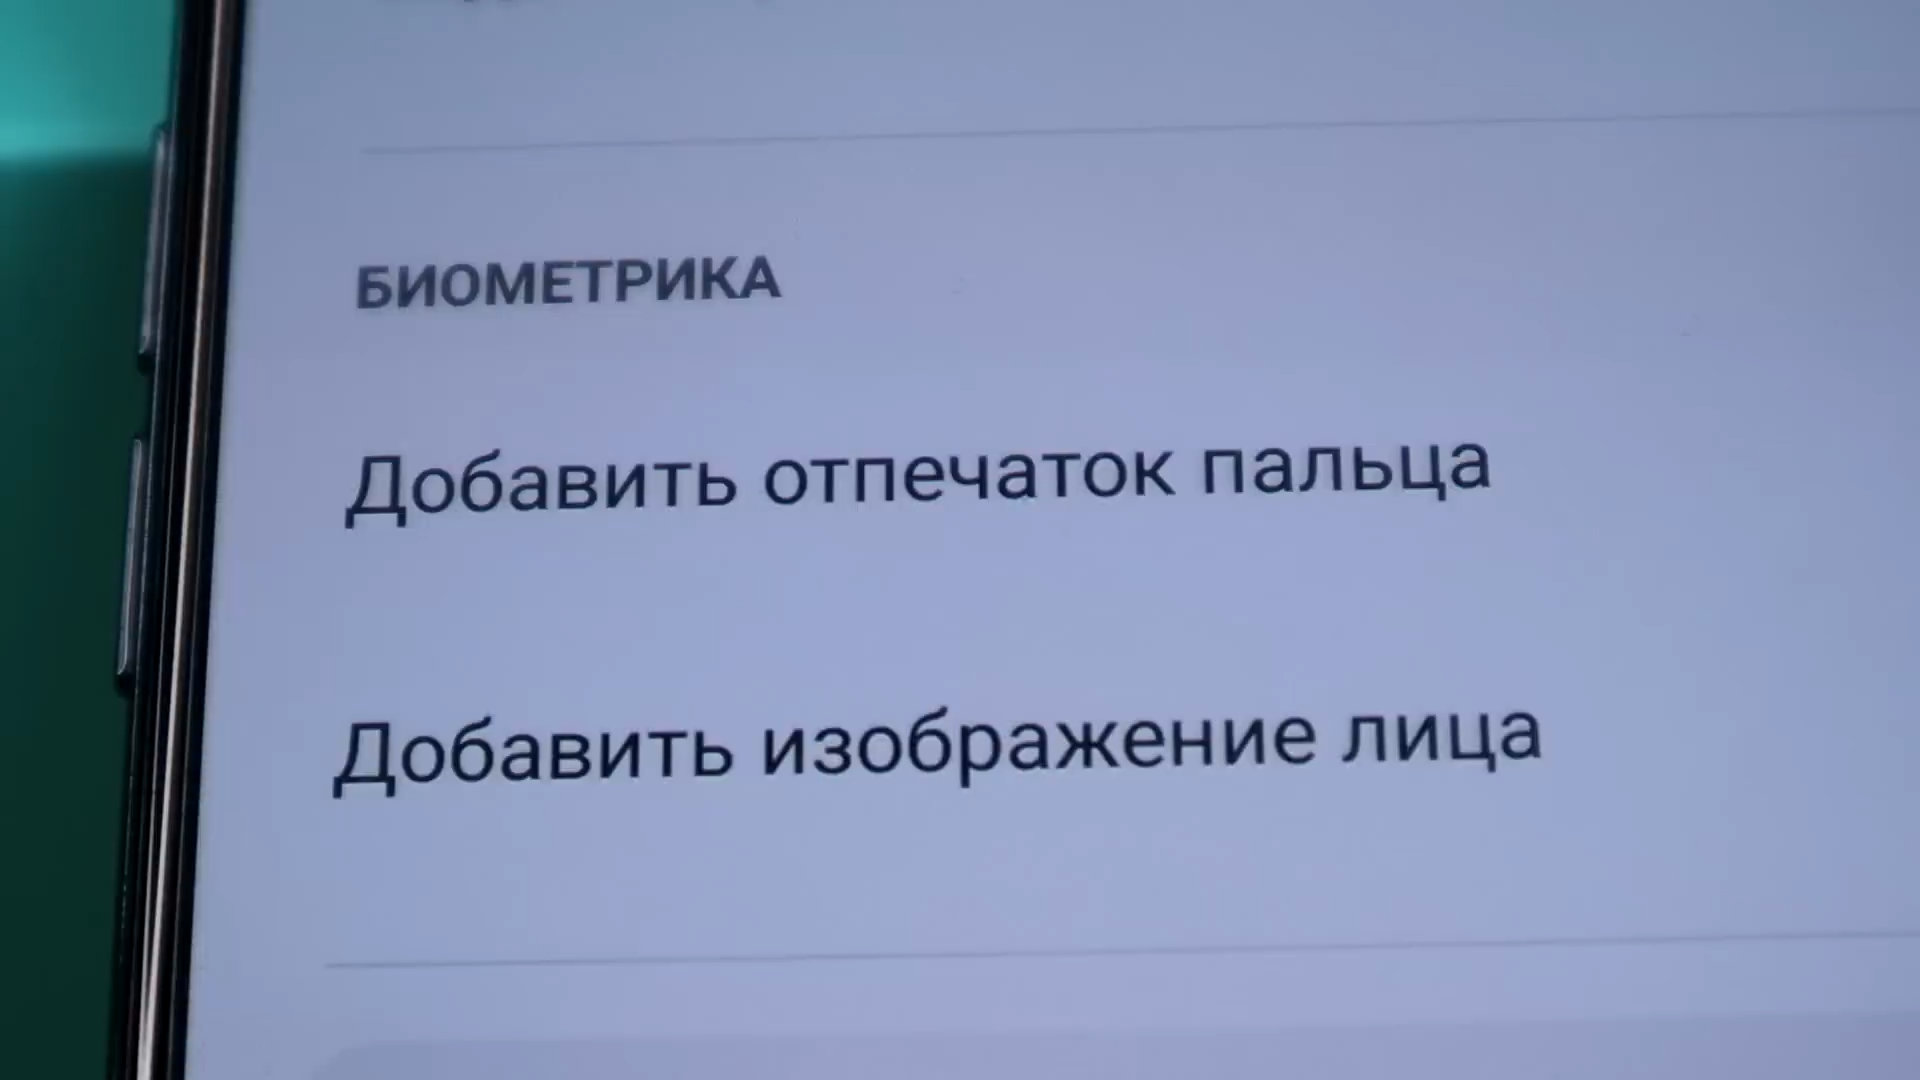 БИОМЕТРИКА
Добавить отпечаток пальца
Добавить изображение лица